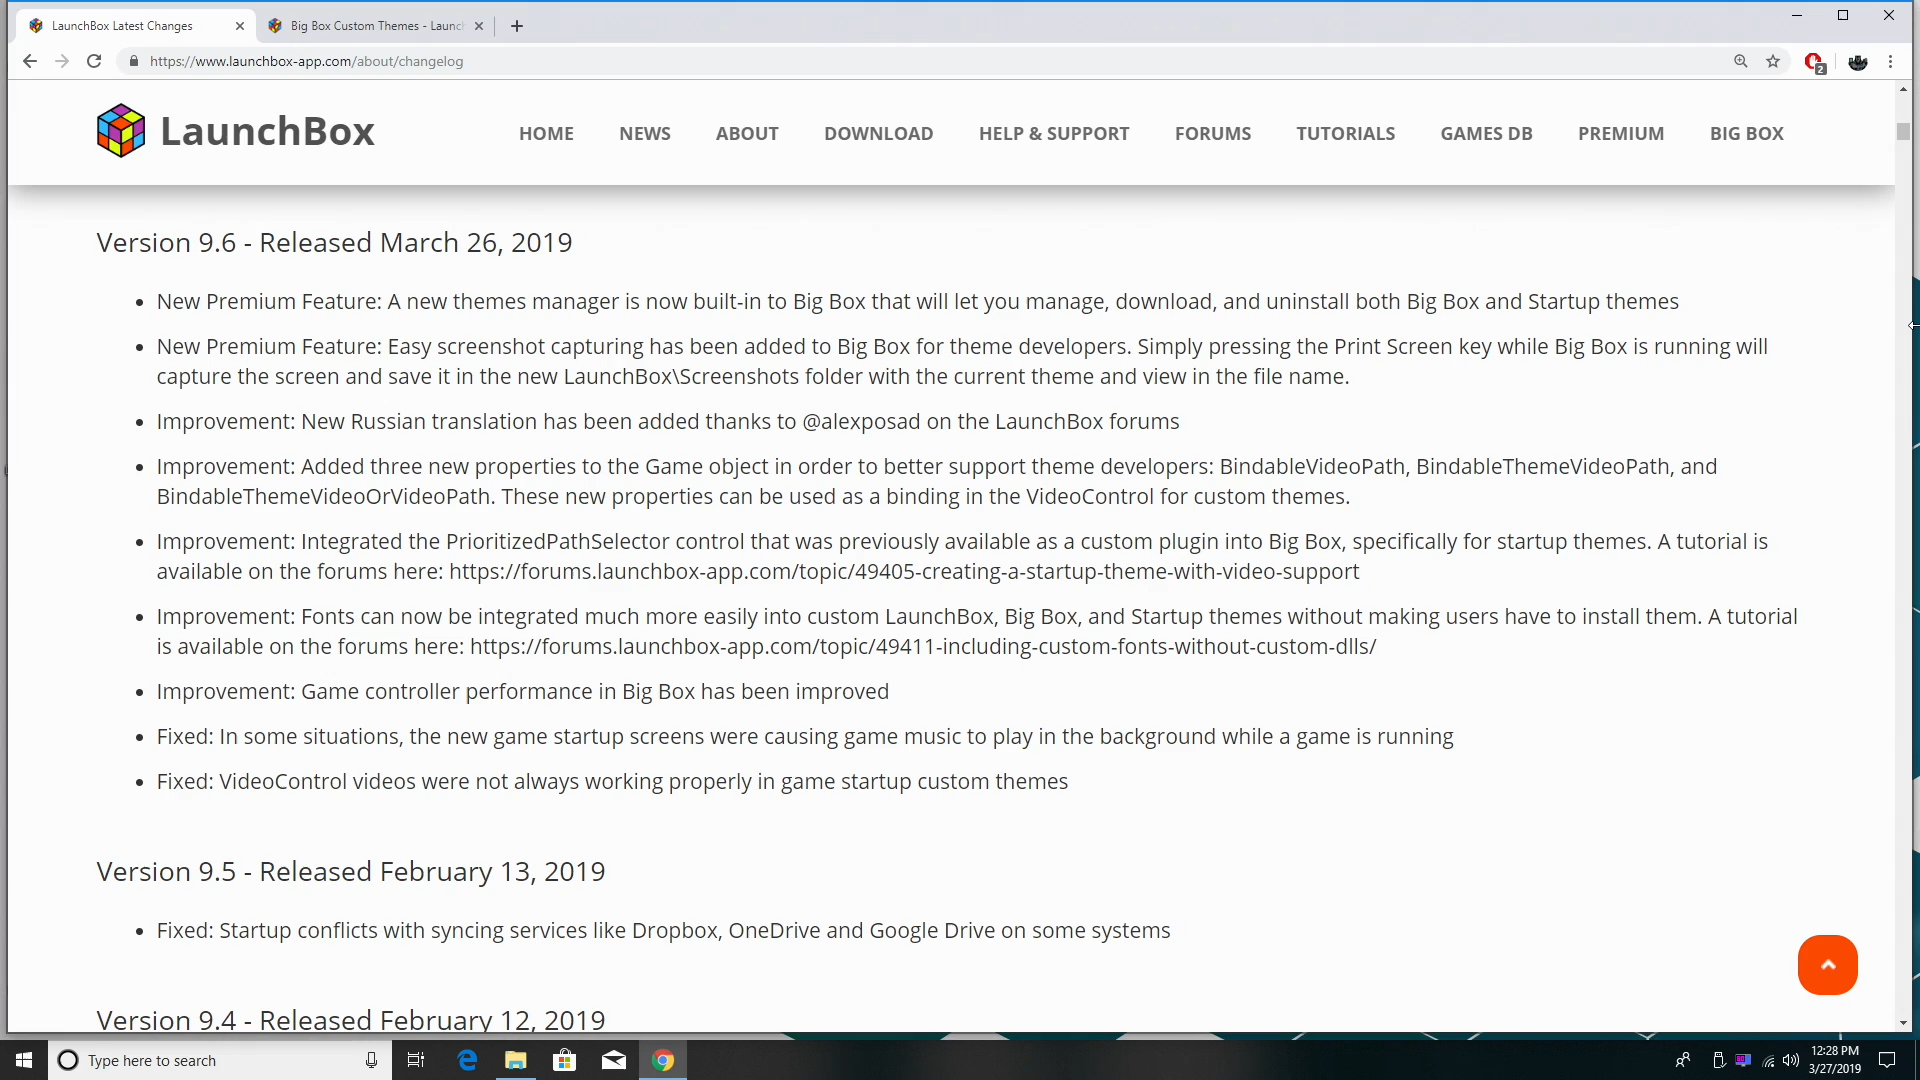 LaunchBox Latest Changes
Big Box Custom Themes - Launc
https://www.launchbox-app.com/about/changelog
2
LaunchBox
HOME
NEWS
ABOUT
DOWNLOAD
HELP & SUPPORT
FORUMS
TUTORIALS
GAMES DB
PREMIUM
BIG BOX
Version 9.6 - Released March 26, 2019
• New Premium Feature: A new themes manager is now built-in to Big Box that will let you manage, download, and uninstall both Big Box and Startup themes
• New Premium Feature: Easy screenshot capturing has been added to Big Box for theme developers. Simply pressing the Print Screen key while Big Box is running will
capture the screen and save it in the new LaunchBox\Screenshots folder with the current theme and view in the file name.
• Improvement: New Russian translation has been added thanks to @alexposad on the LaunchBox forums
• Improvement: Added three new properties to the Game object in order to better support theme developers: BindableVideoPath, BindableThemeVideoPath, and
BindableThemeVideoOrVideoPath. These new properties can be used as a binding in the VideoControl for custom themes.
• Improvement: Integrated the PrioritizedPathSelector control that was previously available as a custom plugin into Big Box, specifically for startup themes. A tutorial is
available on the forums here: https://forums.launchbox-app.com/topic/49405-creating-a-startup-theme-with-video-support
• Improvement: Fonts can now be integrated much more easily into custom LaunchBox, Big Box, and Startup themes without making users have to install them. A tutorial
is available on the forums here: https://forums.launchbox-app.com/topic/49411-including-custom-fonts-without-custom-dlls/
• Improvement: Game controller performance in Big Box has been improved
• Fixed: In some situations, the new game startup screens were causing game music to play in the background while a game is running
• Fixed: VideoControl videos were not always working properly in game startup custom themes
Version 9.5 - Released February 13, 2019
• Fixed: Startup conflicts with syncing services like Dropbox, OneDrive and Google Drive on some systems
Version 9.4 - Released February 12, 2019
Type here to search
12:28 PM
3/27/2019